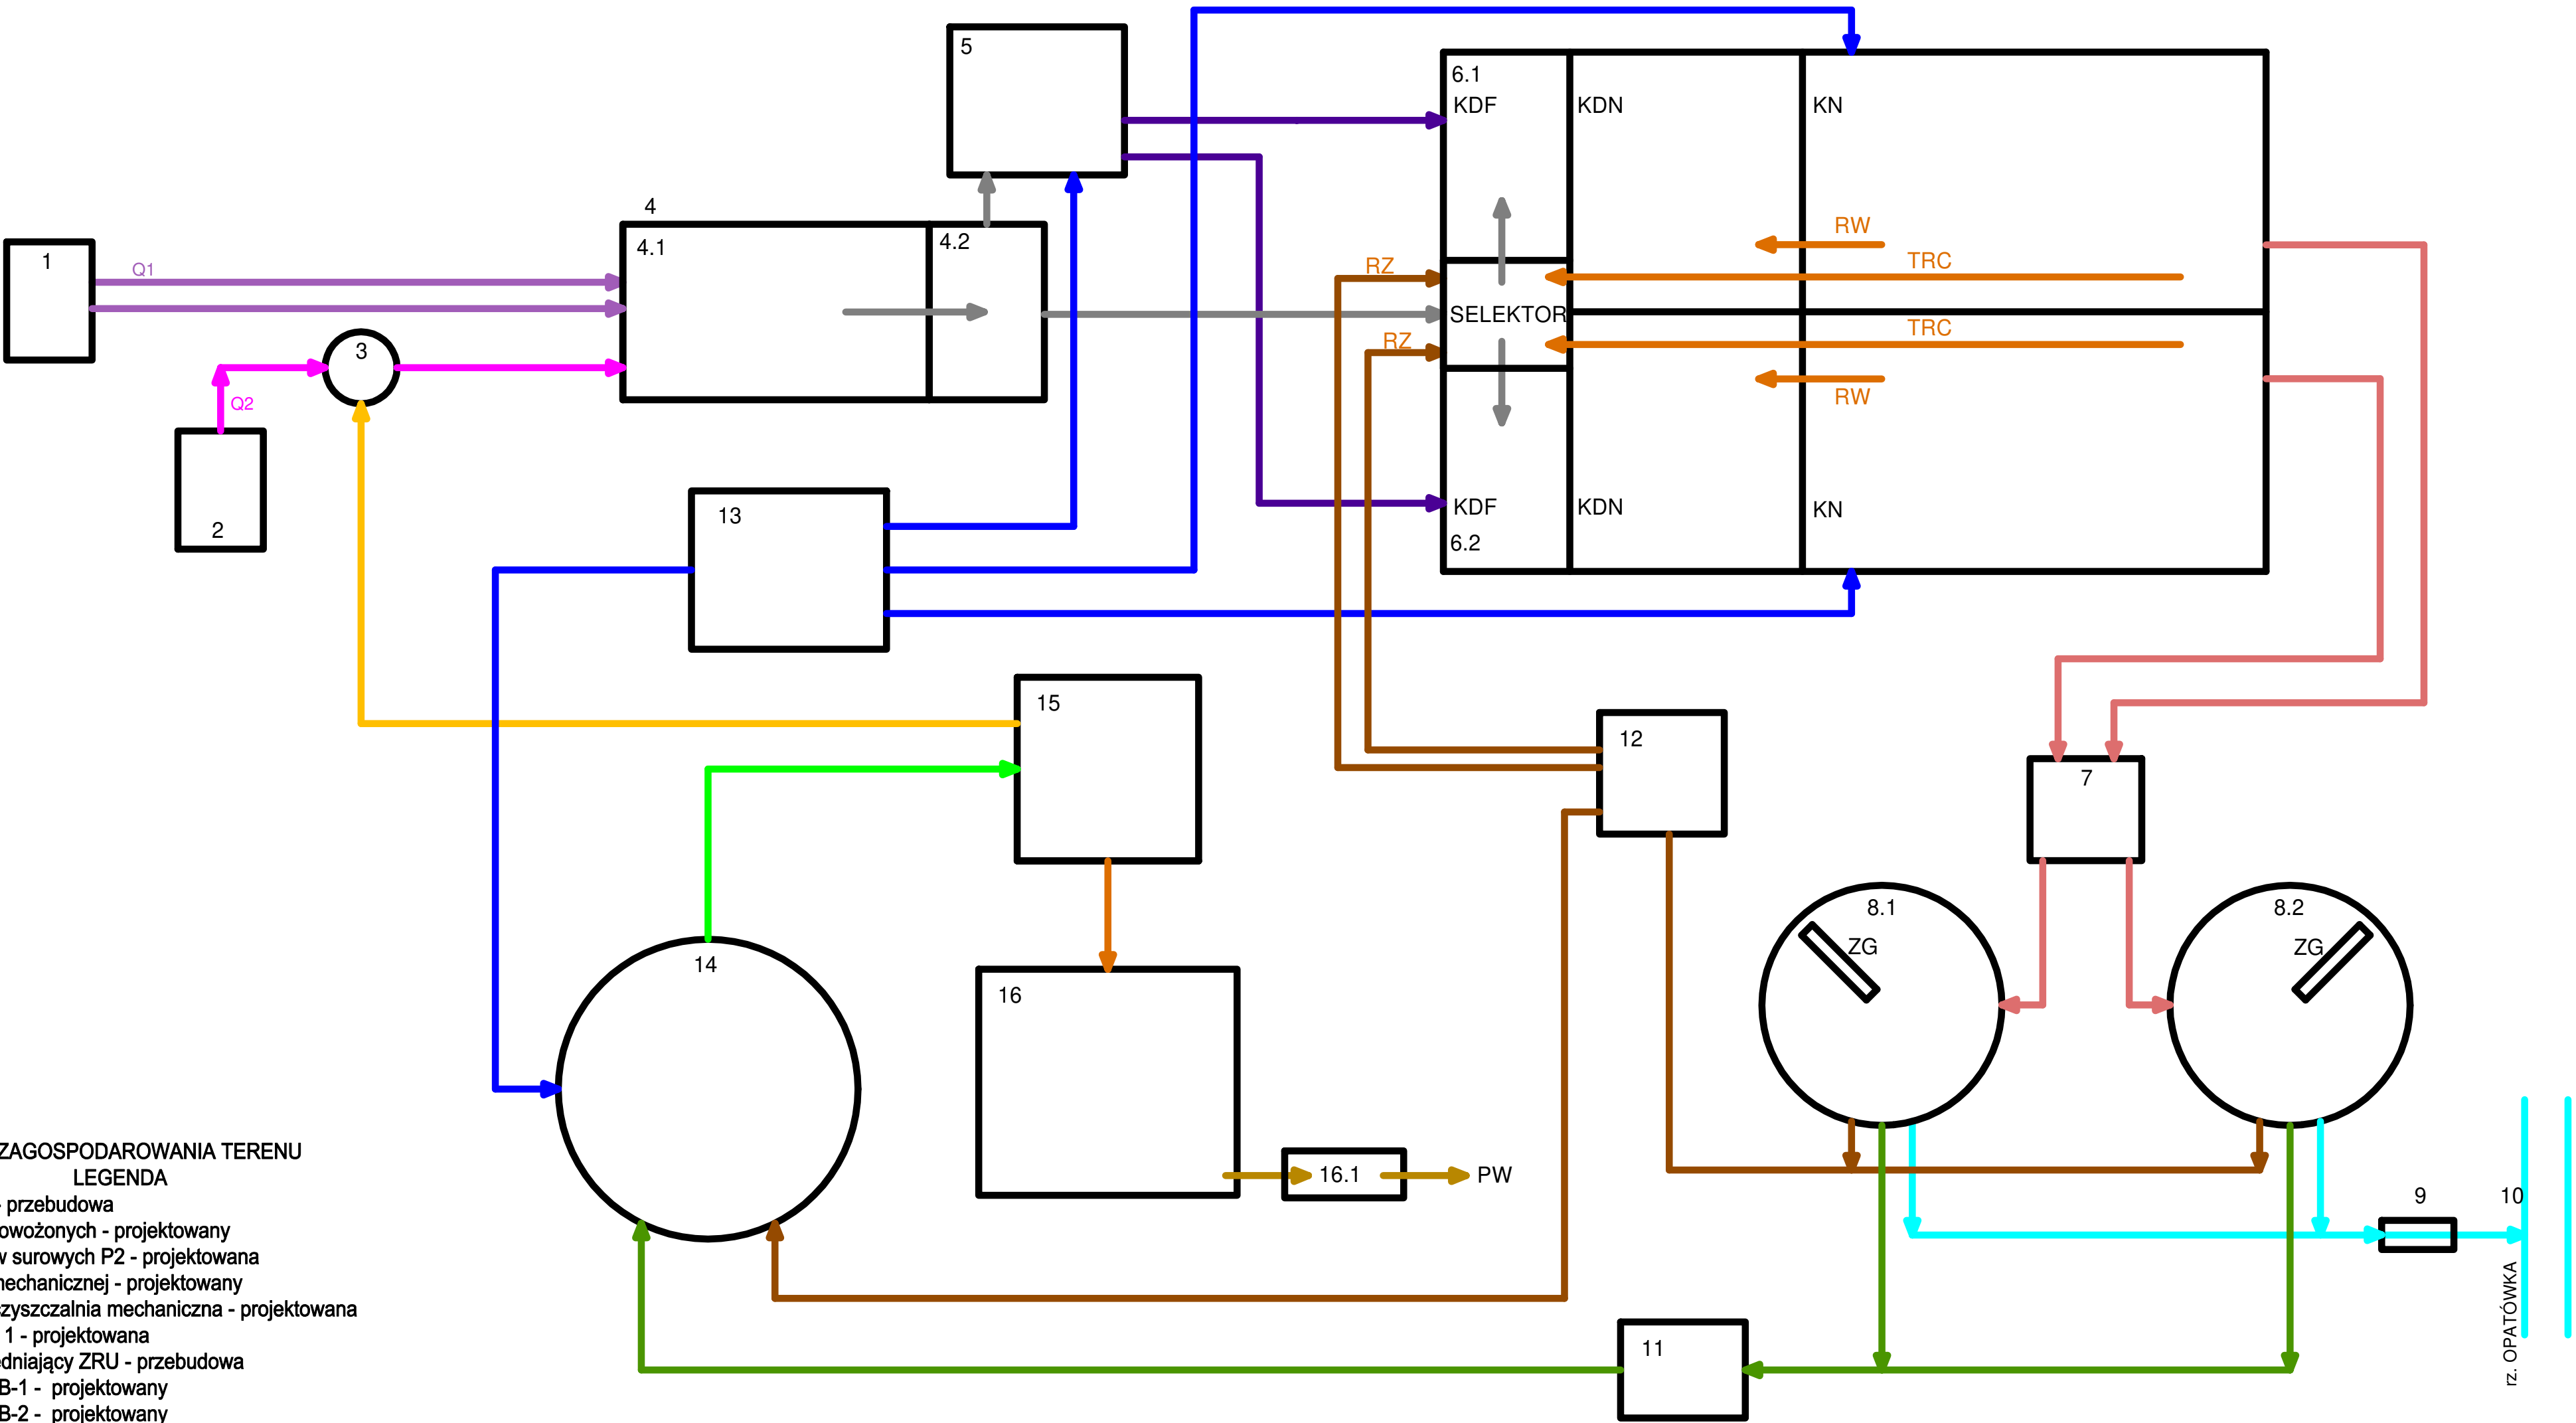 5
6.1
KDF
KDN
KN
4
4.1
4.2
1
Q1
RW
TRC
RZ
SELEKTOR
TRC
RZ
RW
3
Q2
2
13
KDF
KDN
KN
6.2
15
12
7
14
16
8.1
ZG
8.2
ZG
16.1
PW
9
10
rz. OPATÓWKA
11
ZAGOSPODAROWANIA TERENU
LEGENDA
- przebudowa
owożonych - projektowany
w surowych P2 - projektowana
mechanicznej - projektowany
czyszczalnia mechaniczna - projektowana
1 - projektowana
edniający ZRU - przebudowa
B-1 - projektowany
B-2 - projektowany